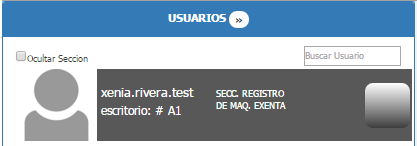 USUARIOS »
Ocultar Seccion
Buscar Usuario
xenia.rivera.test
escritorio: # A1
SECC. REGISTRO
DE MAQ. EXENTA